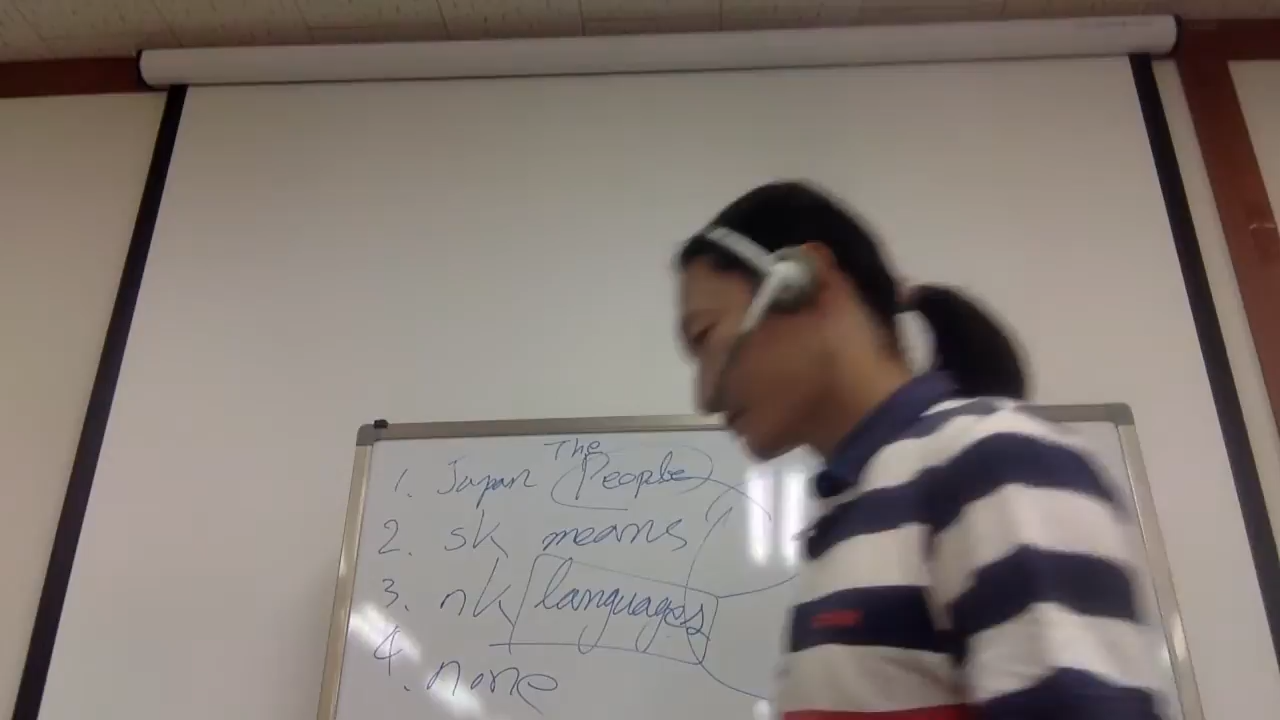 The
1. Japan People
2. sk means
3. nk languages
4. none